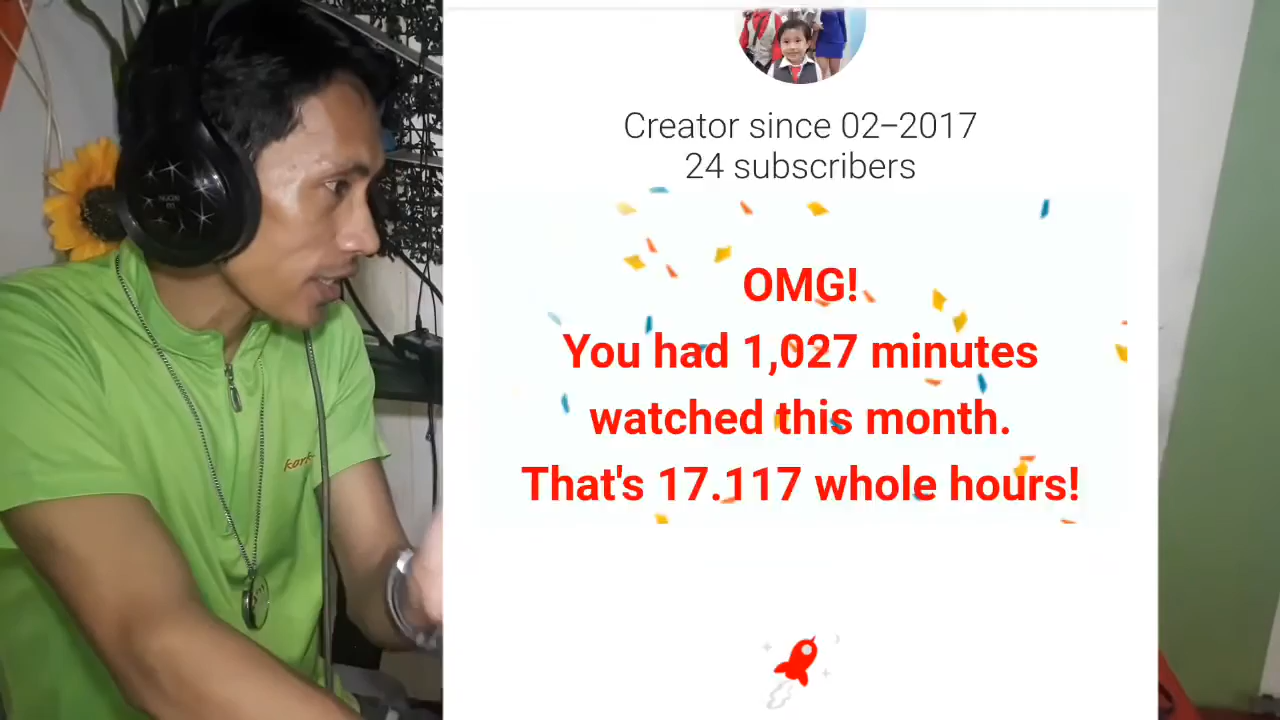 Creator since 02–2017
24 subscribers
OMG!
You had 1,027 minutes
watched this month.
That's 17.117 whole hours!